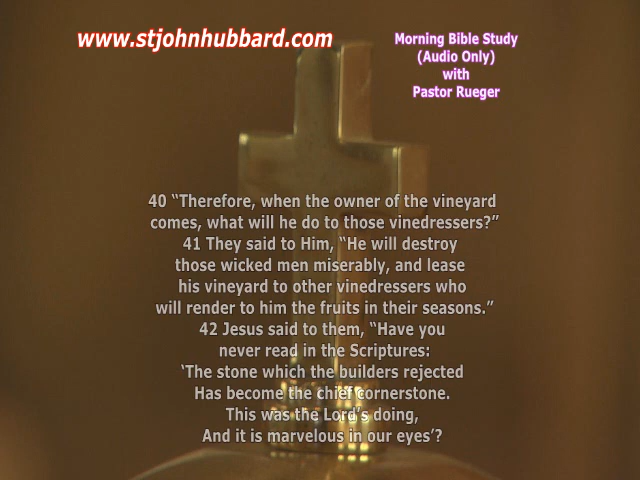 www.stjohnhubbard.com
Morning Bible Study
(Audio Only)
with
Pastor Rueger
40 “Therefore, when the owner of the vineyard
comes, what will he do to those vinedressers?”
41 They said to Him, “He will destroy
those wicked men miserably, and lease
his vineyard to other vinedressers who
will render to him the fruits in their seasons.”
42 Jesus said to them, “Have you
never read in the Scriptures:
‘The stone which the builders rejected
Has become the chief cornerstone.
This was the Lord’s doing,
And it is marvelous in our eyes’?